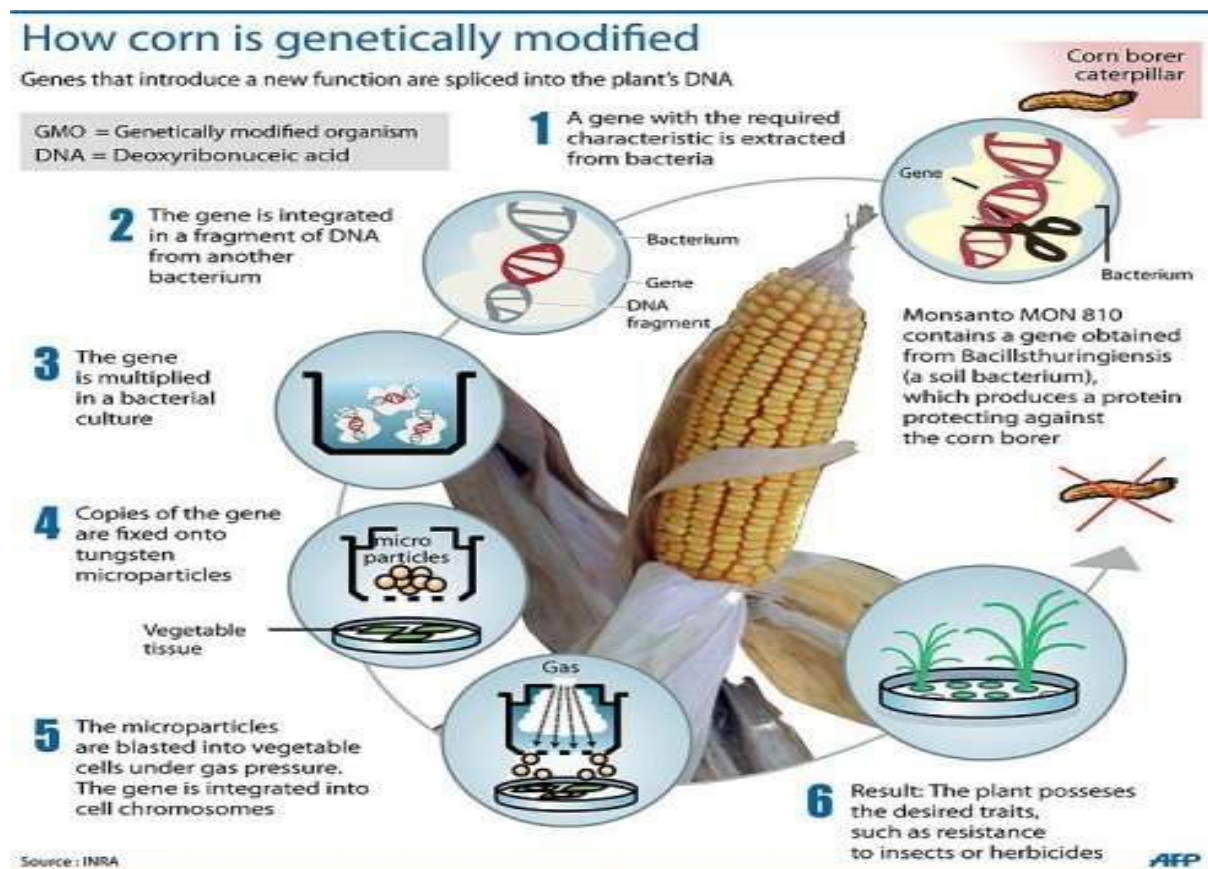 How corn is genetically modified
Genes that introduce a new function are spliced into the plant's DNA
GMO = Genetically modified organism
DNA = Deoxyribonuceic acid
Corn borer
caterpillar
1 A gene with the required
characteristic is extracted
from bacteria
Gene
Bacterium
2 The gene is integrated
in a fragment of DNA
from another
bacterium
Bacterium
Gene
DNA
fragment
Monsanto MON 810
contains a gene obtained
from Bacillsthuringiensis
(a soil bacterium),
which produces a protein
protecting against
the corn borer
3 The gene
is multiplied
in a bacterial
culture
4 Copies of the gene
are fixed onto
tungsten
microparticles
micro
particles
Vegetable
tissue
Gas
5 The microparticles
are blasted into vegetable
cells under gas pressure.
The gene is integrated into
cell chromosomes
6 Result: The plant posseses
the desired traits,
such as resistance
to insects or herbicides
Source : INRA
AFP